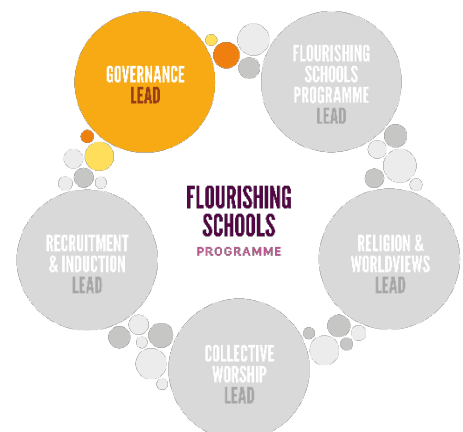 GOVERNANCE
LEAD
FLOURISHING
SCHOOLS
PROGRAMME
LEAD
FLOURISHING
SCHOOLS
PROGRAMME
RECRUITMENT
& INDUCTION
LEAD
RELIGION &
WORLDVIEWS
LEAD
COLLECTIVE
WORSHIP
LEAD